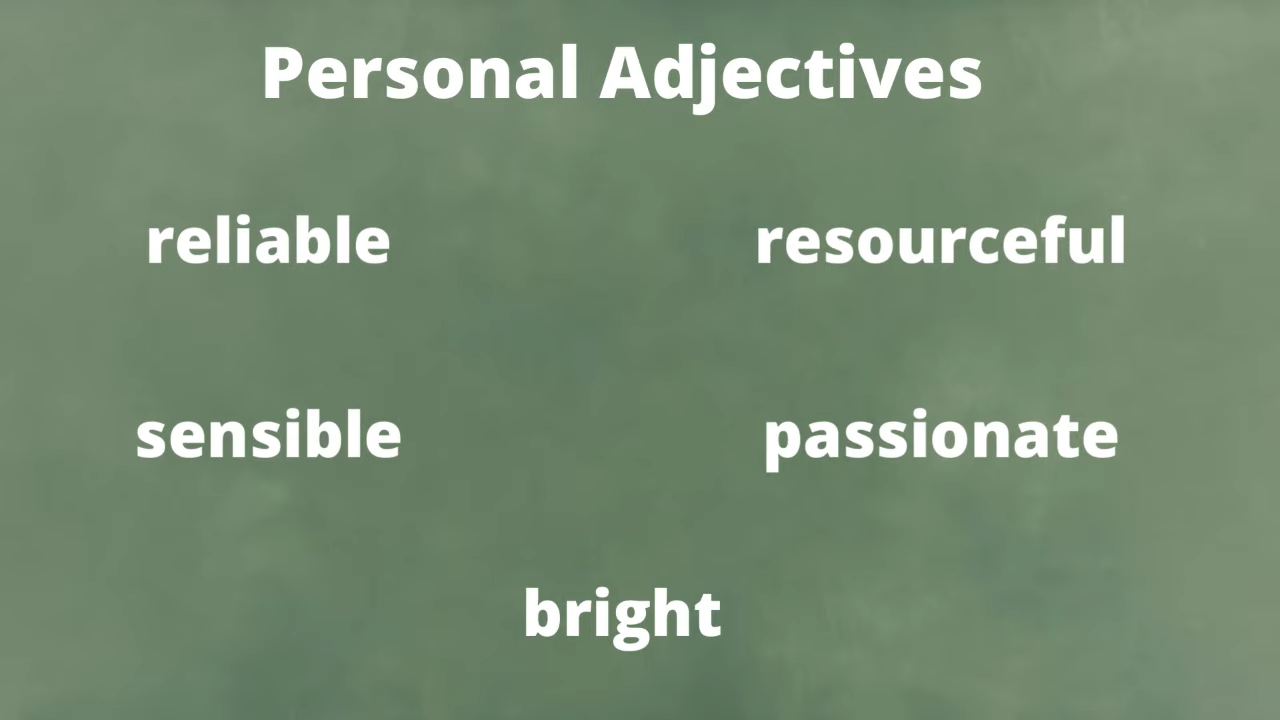 Personal Adjectives
reliable
resourceful
sensible
passionate
bright